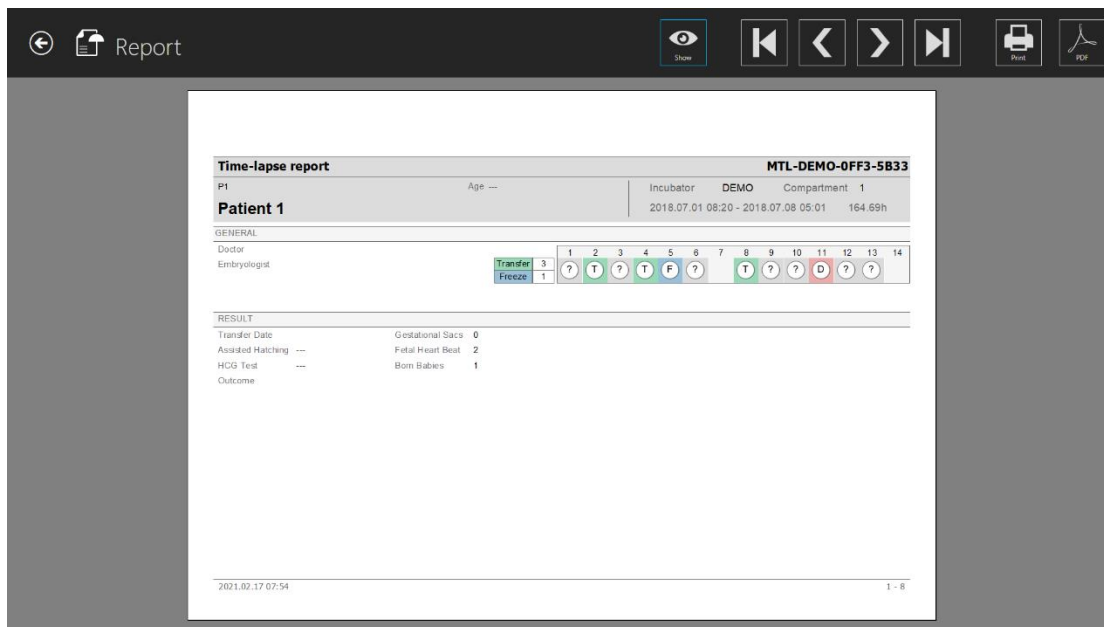 Report
Show
Print
PDF
Time-lapse report MTL-DEMO-0FF3-5B33
P1 Age --- Incubator DEMO Compartment 1
Patient 1 2018.07.01 08:20 - 2018.07.08 05:01 164.69h
GENERAL
Doctor
Embryologist
1 2 3 4 5 6 7 8 9 10 11 12 13 14
Transfer 3
Freeze 1
? T ? T F ? T ? ? D ? ?
RESULT
Transfer Date Gestational Sacs 0
Assisted Hatching --- Fetal Heart Beat 2
HCG Test --- Born Babies 1
Outcome
2021.02.17 07:54 1 - 8